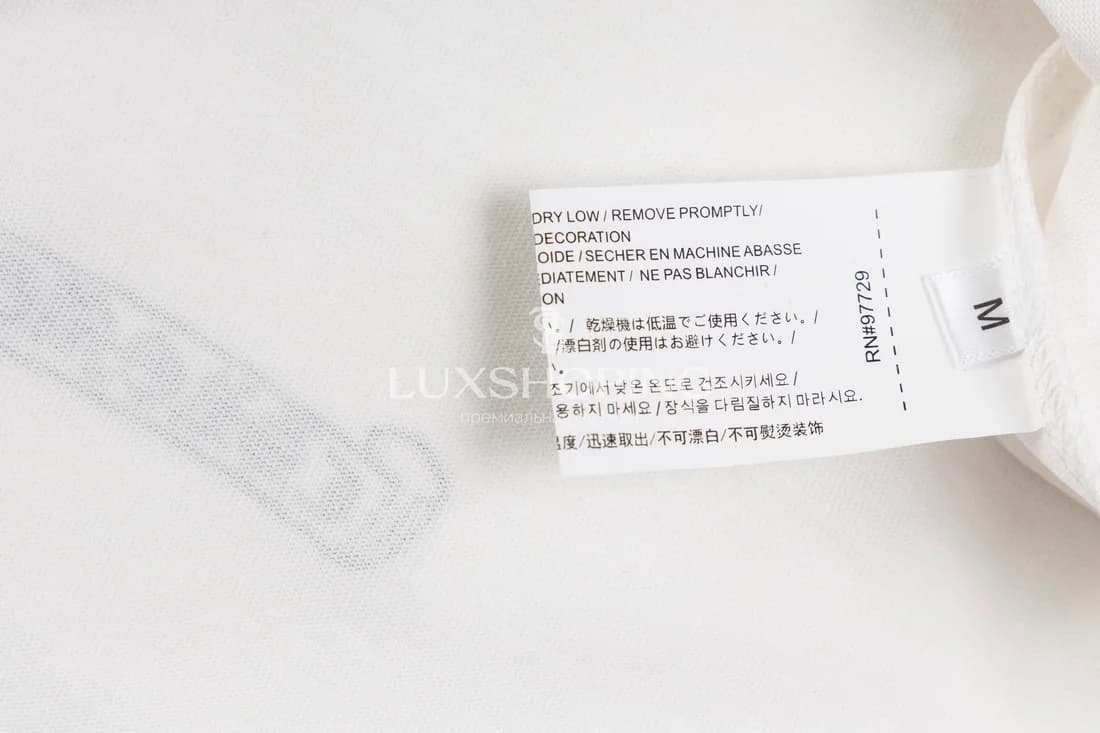 DRY LOW / REMOVE PROMPTLY/
DECORATION
OIDE / SECHER EN MACHINE ABASSE
DIATEMENT / NE PAS BLANCHIR /
ON
/ 乾燥機は低温でご使用ください。/
/漂白剤の使用はお避けください。/
조기에서 낮은 온도로 건조시키세요 /
용하지 마세요 / 장식을 다림질하지 마라시요.
度/迅速取出/不可漂白/不可熨烫装饰
RN#97729
M
LUXSHOPING